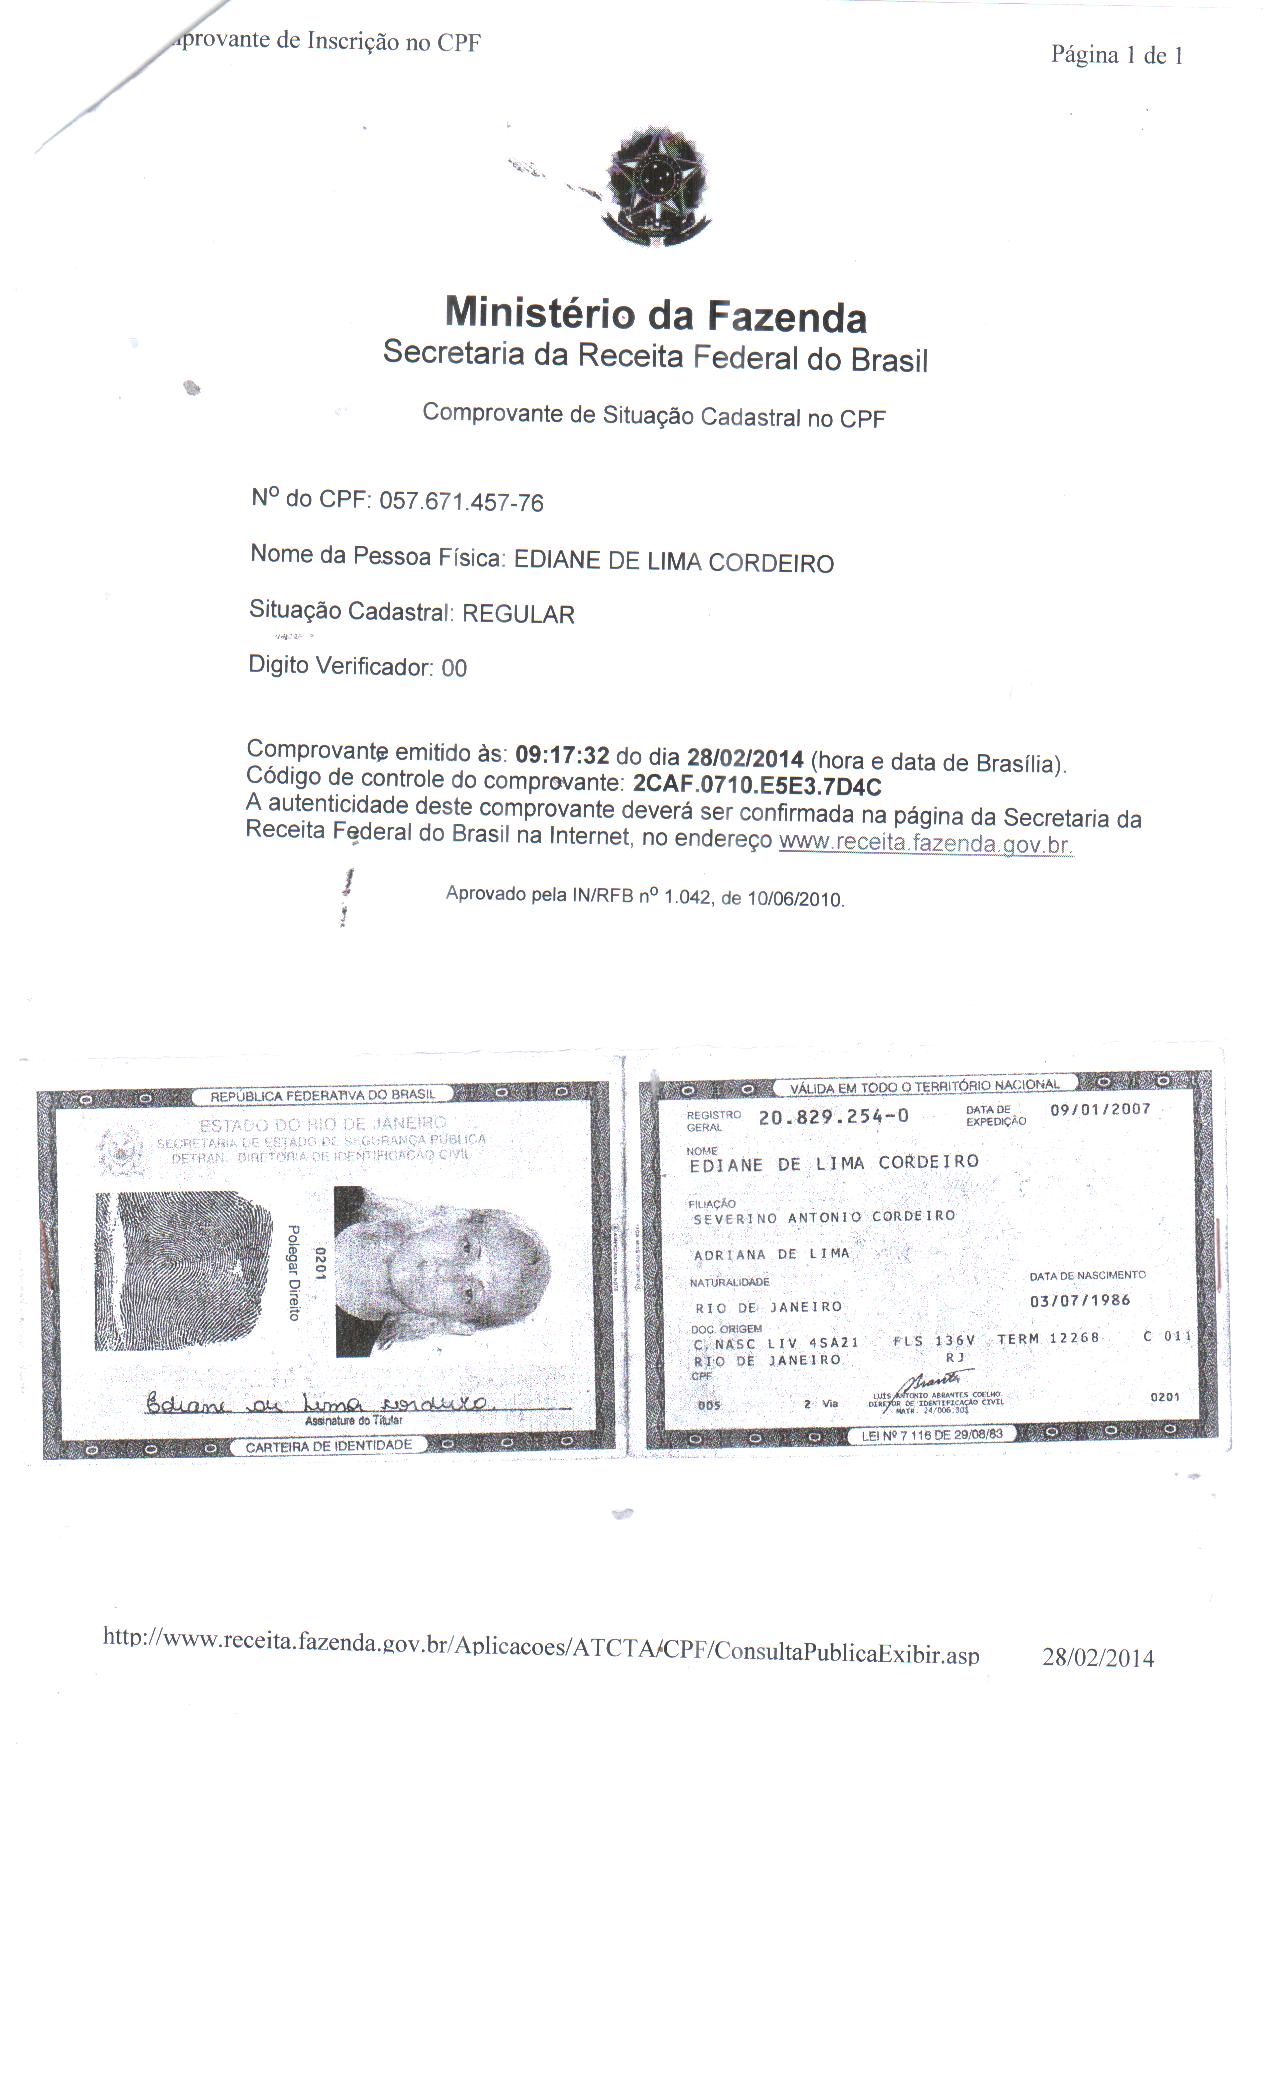 provante de Inscrição no CPF
Página 1 de 1
Ministério da Fazenda
Secretaria da Receita Federal do Brasil
Comprovante de Situação Cadastral no CPF
Nº do CPF: 057.671.457-76
Nome da Pessoa Física: EDIANE DE LIMA CORDEIRO
Situação Cadastral: REGULAR
Digito Verificador: 00
Comprovante emitido às: 09:17:32 do dia 28/02/2014 (hora e data de Brasília).
Código de controle do comprovante: 2CAF.0710.E5E3.7D4C
A autenticidade deste comprovante deverá ser confirmada na página da Secretaria da
Receita Federal do Brasil na Internet, no endereço www.receita.fazenda.gov.br.
Aprovado pela IN/RFB nº 1.042, de 10/06/2010.
REPÚBLICA FEDERATIVA DO BRASIL
ESTADO DO RIO DE JANEIRO
SECRETARIA DE ESTADO DE SEGURANÇA PÚBLICA
DETRAN DIRETORIA DE IDENTIFICAÇÃO CIVIL
0201
Polegar Direito
Ediane de Lima Cordeiro
Assinatura do Titular
CARTEIRA DE IDENTIDADE
VÁLIDA EM TODO O TERRITÓRIO NACIONAL
REGISTRO GERAL 20.829.254-0 DATA DE EXPEDIÇÃO 09/01/2007
NOME
EDIANE DE LIMA CORDEIRO
FILIAÇÃO
SEVERINO ANTONIO CORDEIRO
ADRIANA DE LIMA
NATURALIDADE DATA DE NASCIMENTO
RIO DE JANEIRO 03/07/1986
DOC. ORIGEM
C. NASC LIV 4SA21 FLS 136V TERM 12268 C 011
RIO DE JANEIRO RJ
CPF
005 2 Via LUIS ANTONIO ABRANTES COELHO 0201
DIRETOR DE IDENTIFICAÇÃO CIVIL
MATR. 24/006.301
LEI Nº 7 116 DE 29/08/83
http://www.receita.fazenda.gov.br/Aplicacoes/ATCTA/CPF/ConsultaPublicaExibir.asp 28/02/2014